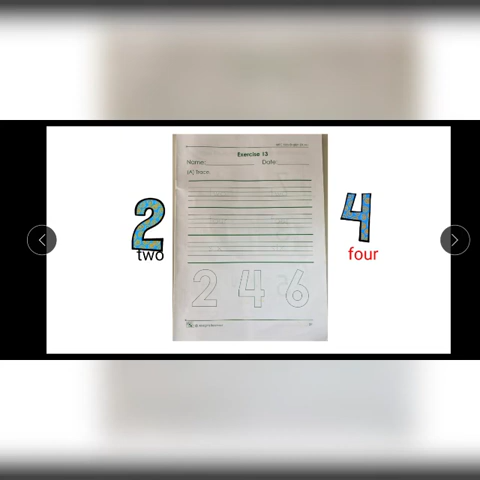 Exercise 13
Name: Date:
(A) Trace
2 4
two four
2 4 6